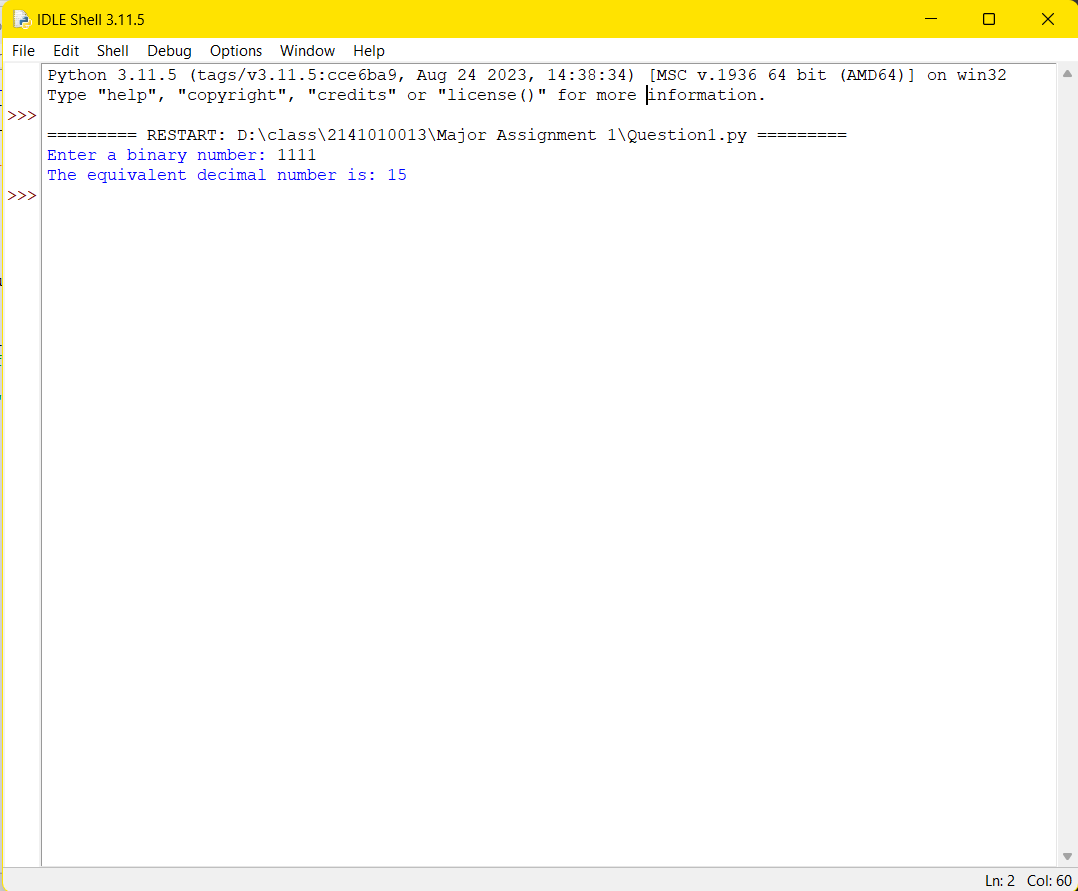 IDLE Shell 3.11.5
File Edit Shell Debug Options Window Help
Python 3.11.5 (tags/v3.11.5:cce6ba9, Aug 24 2023, 14:38:34) [MSC v.1936 64 bit (AMD64)] on win32
Type "help", "copyright", "credits" or "license()" for more information.
>>>
========= RESTART: D:\class\2141010013\Major Assignment 1\Question1.py =========
Enter a binary number: 1111
The equivalent decimal number is: 15
>>>
Ln: 2 Col: 60